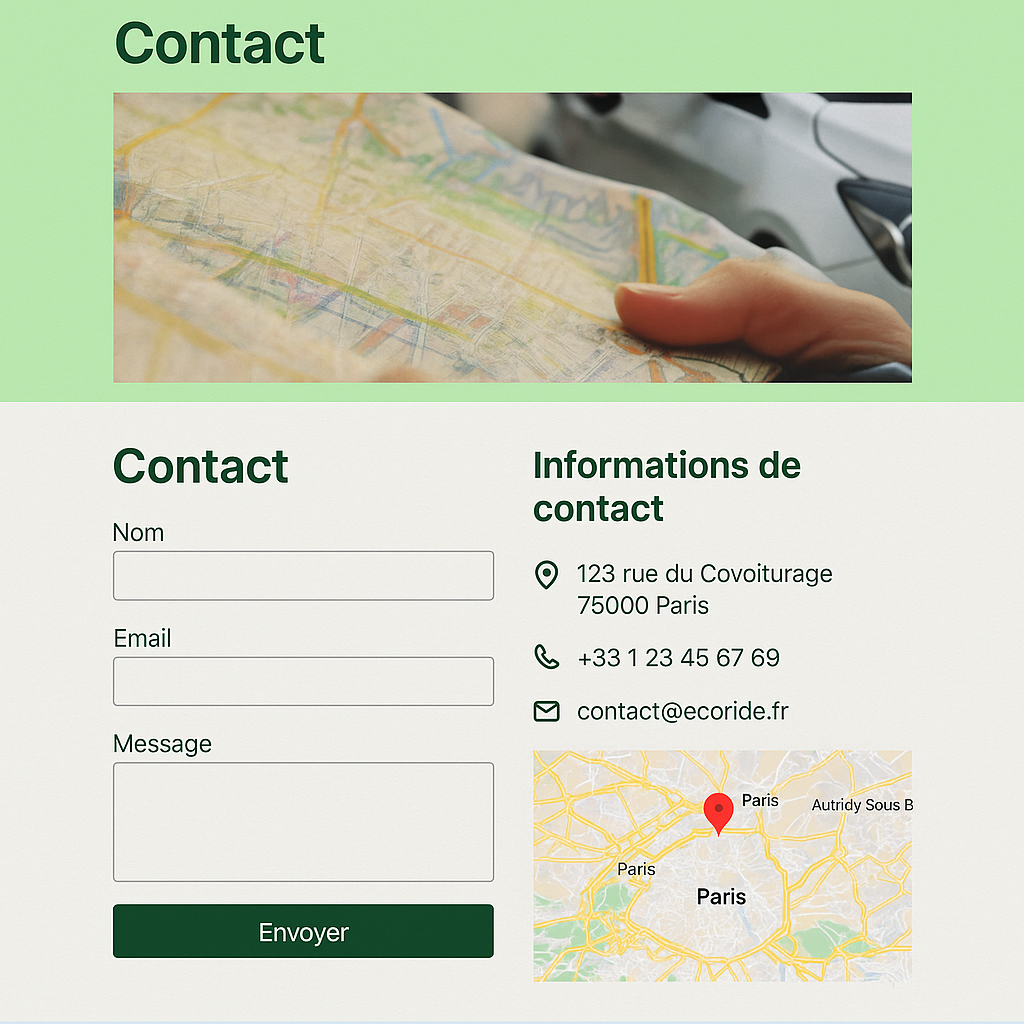 Contact
Contact
Nom
Email
Message
Envoyer
Informations de
contact
123 rue du Covoiturage
75000 Paris
+33 1 23 45 67 69
contact@ecoride.fr
Paris
Autridy Sous B
Paris
Paris